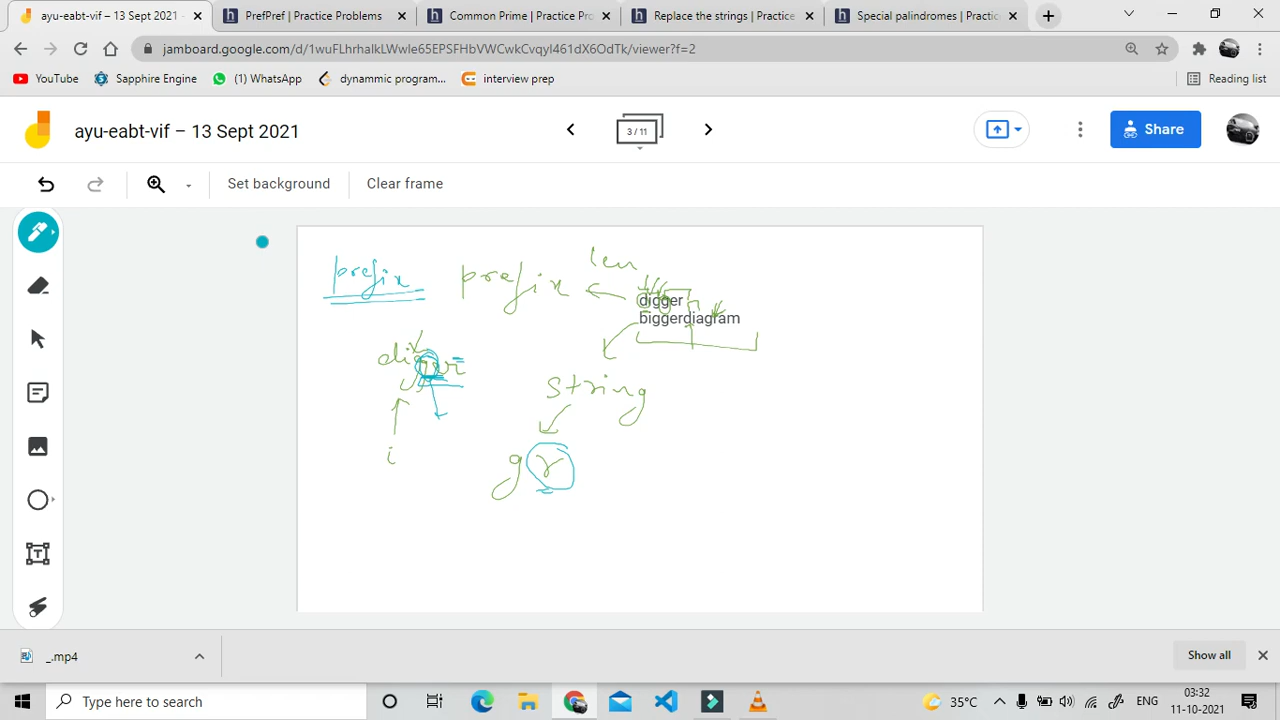 ayu-eabt-vif – 13 Sept 2021
PrefPref | Practice Problems
Common Prime | Practice Pro
Replace the strings | Practice
Special palindromes | Practic
jamboard.google.com/d/1wuFLhrhalkLWwle65EPSFHbVWCwkCvqyI461dX6OdTk/viewer?f=2
YouTube
Sapphire Engine
(1) WhatsApp
dynammic program...
interview prep
Reading list
ayu-eabt-vif – 13 Sept 2021
3 / 11
Share
Set background
Clear frame
prefix
prefix
len
digger
biggerdiagram
string
i
g r
_.mp4
Show all
Type here to search
35°C
ENG
03:32
11-10-2021